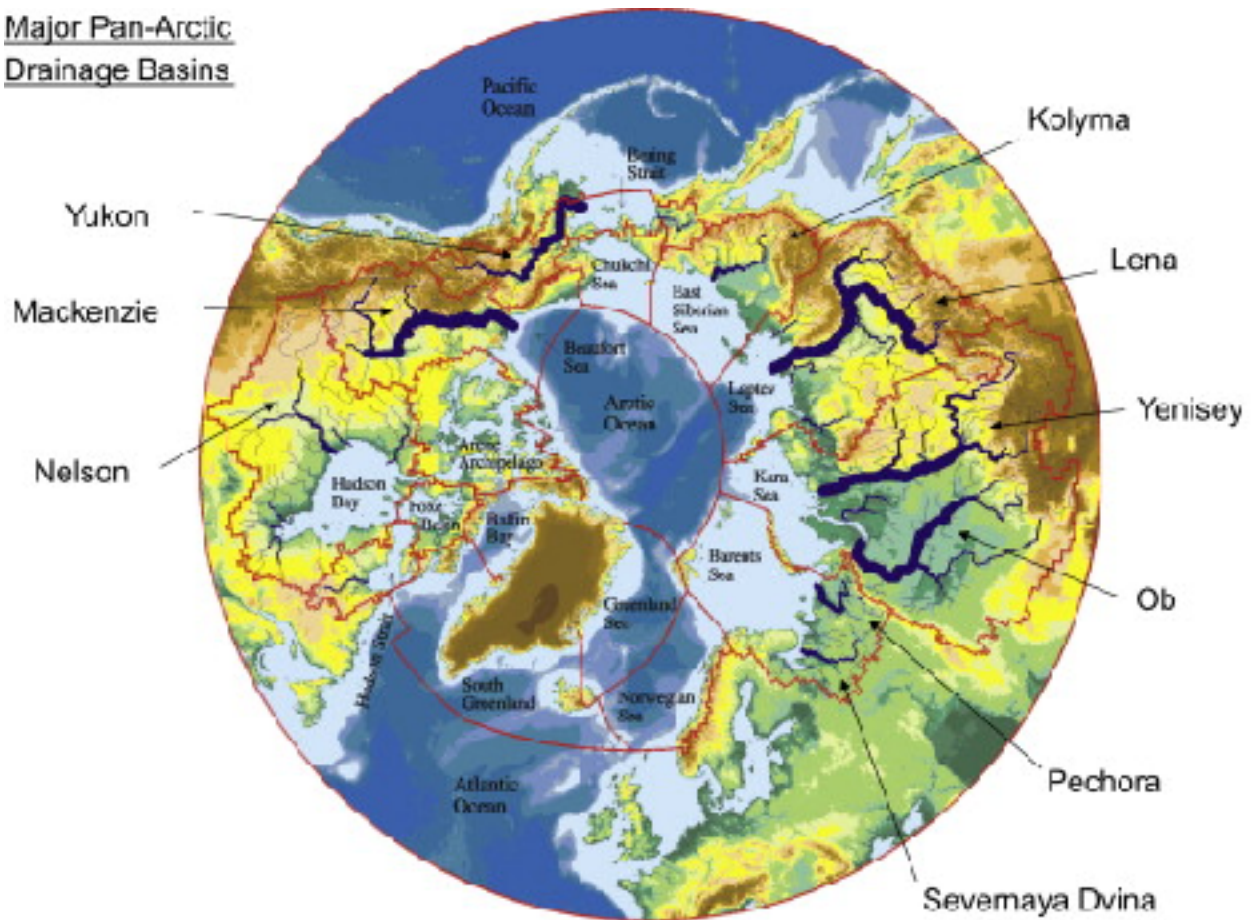 Major Pan-Arctic
Drainage Basins
Pacific
Ocean
Kolyma
Bering
Strait
Yukon
Lena
Chukchi
Sea
Mackenzie
East
Siberian
Sea
Beaufort
Sea
Laptev
Sea
Arctic
Ocean
Yenisey
Nelson
Arctic
Archipelago
Kara
Sea
Hudson
Bay
Foxe
Basin
Baffin
Bay
Barents
Sea
Ob
Greenland
Sea
Hudson Strait
South
Greenland
Norwegian
Sea
Pechora
Atlantic
Ocean
Severnaya Dvina